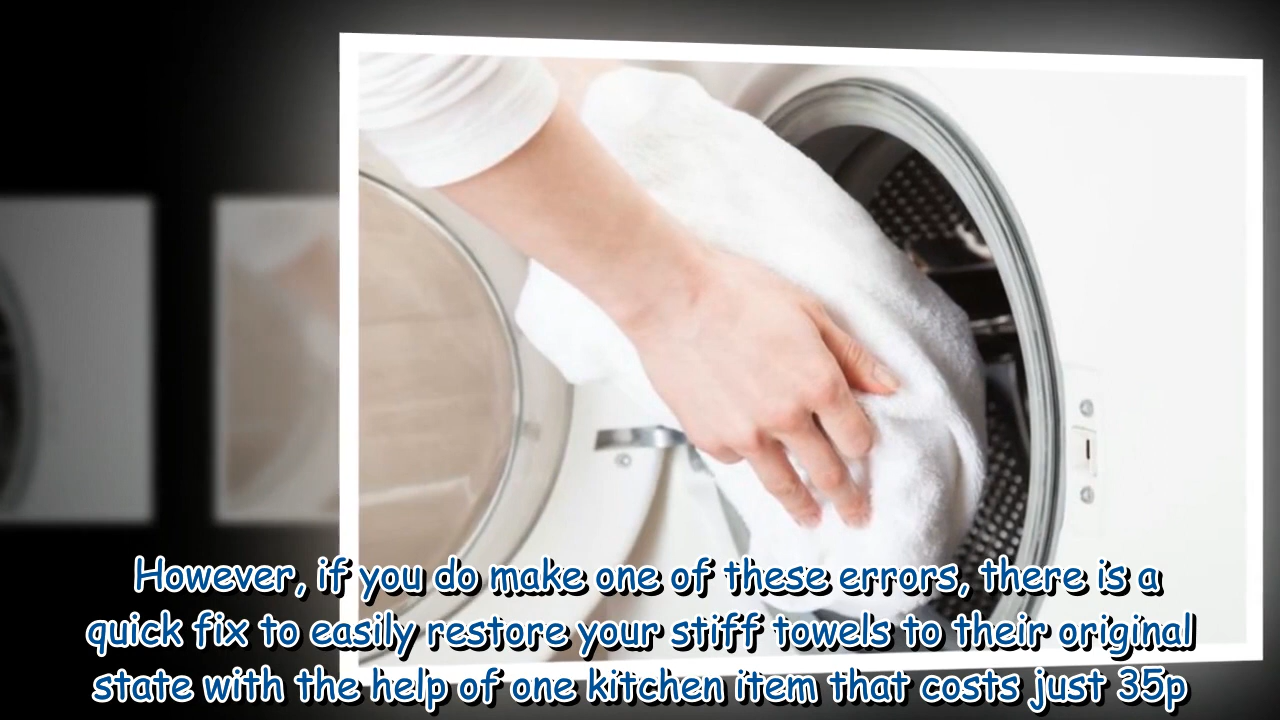 However, if you do make one of these errors, there is a
quick fix to easily restore your stiff towels to their original
state with the help of one kitchen item that costs just 35p